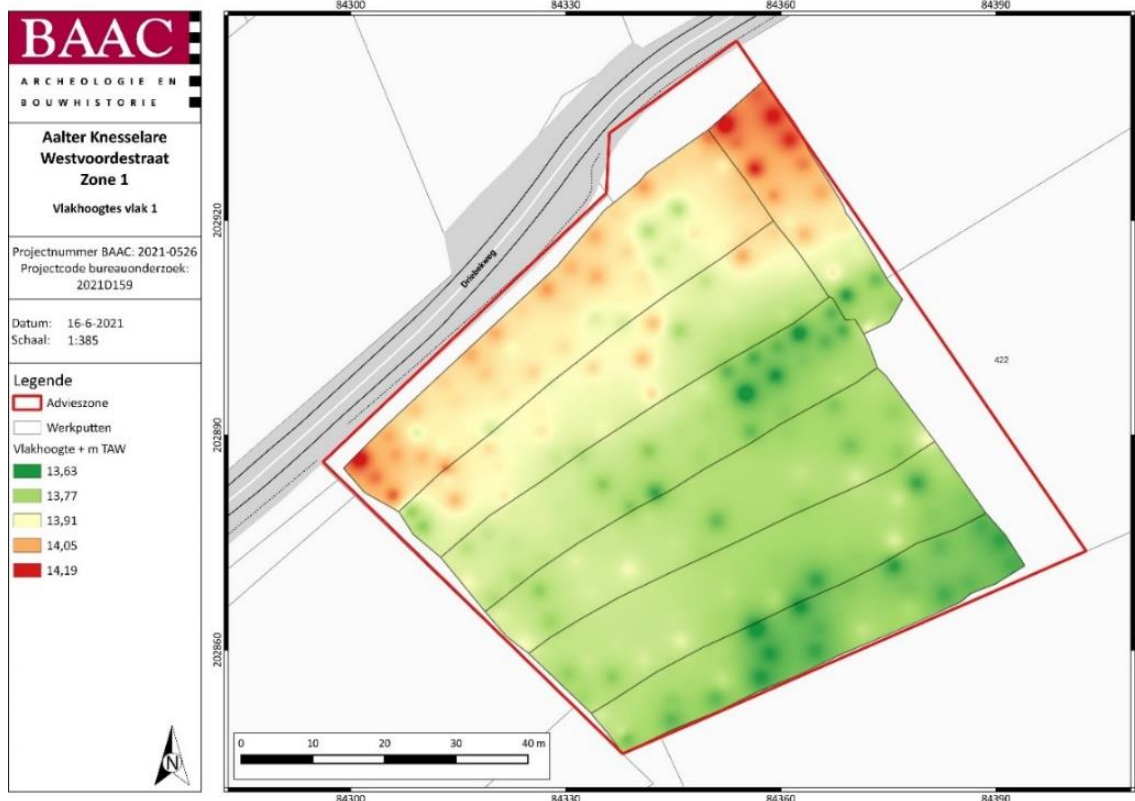 BAAC
ARCHEOLOGIE EN
BOUWHISTORIE
Aalter Knesselare
Westvoordestraat
Zone 1
Vlakhoogtes vlak 1
Projectnummer BAAC: 2021-0526
Projectcode bureauonderzoek:
2021D159
Datum: 16-6-2021
Schaal: 1:385
Legende
Advieszone
Werkputten
Vlakhoogte + m TAW
13,63
13,77
13,91
14,05
14,19
N
84300 84330 84360 84390
202920
202890
202860
Driebekweg
422
0 10 20 30 40 m
84300 84330 84360 84390